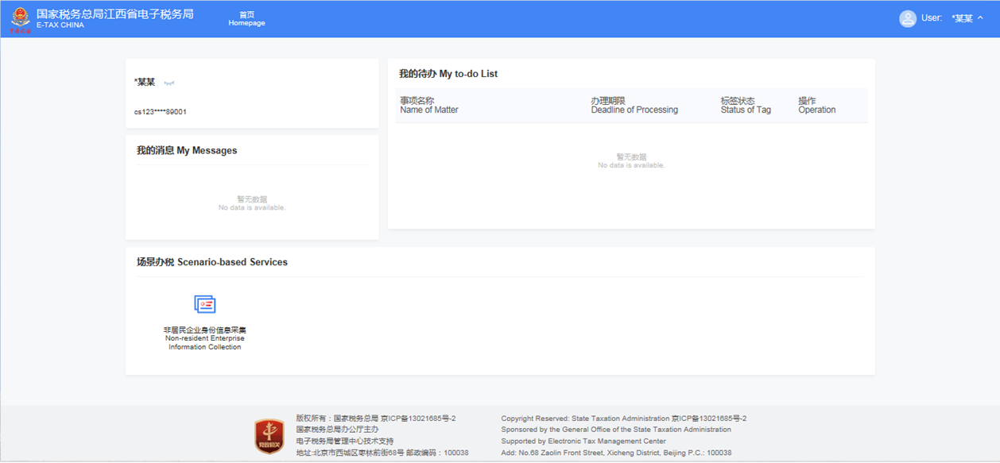 国家税务总局江西省电子税务局
E-TAX CHINA
首页
Homepage
User: *某某
*某某
cs123****89001
我的消息 My Messages
暂无数据
No data is available.
我的待办 My to-do List
事项名称 办理期限 标签状态 操作
Name of Matter Deadline of Processing Status of Tag Operation
暂无数据
No data is available.
场景办税 Scenario-based Services
非居民企业身份信息采集
Non-resident Enterprise
Information Collection
党政机关
版权所有：国家税务总局 京ICP备13021685号-2
国家税务总局办公厅主办
电子税务局管理中心技术支持
地址:北京市西城区枣林前街68号 邮政编码：100038
Copyright Reserved: State Taxation Administration 京ICP备13021685号-2
Sponsored by the General Office of the State Taxation Administration
Supported by Electronic Tax Management Center
Add: No.68 Zaolin Front Street, Xicheng District, Beijing P.C.: 100038